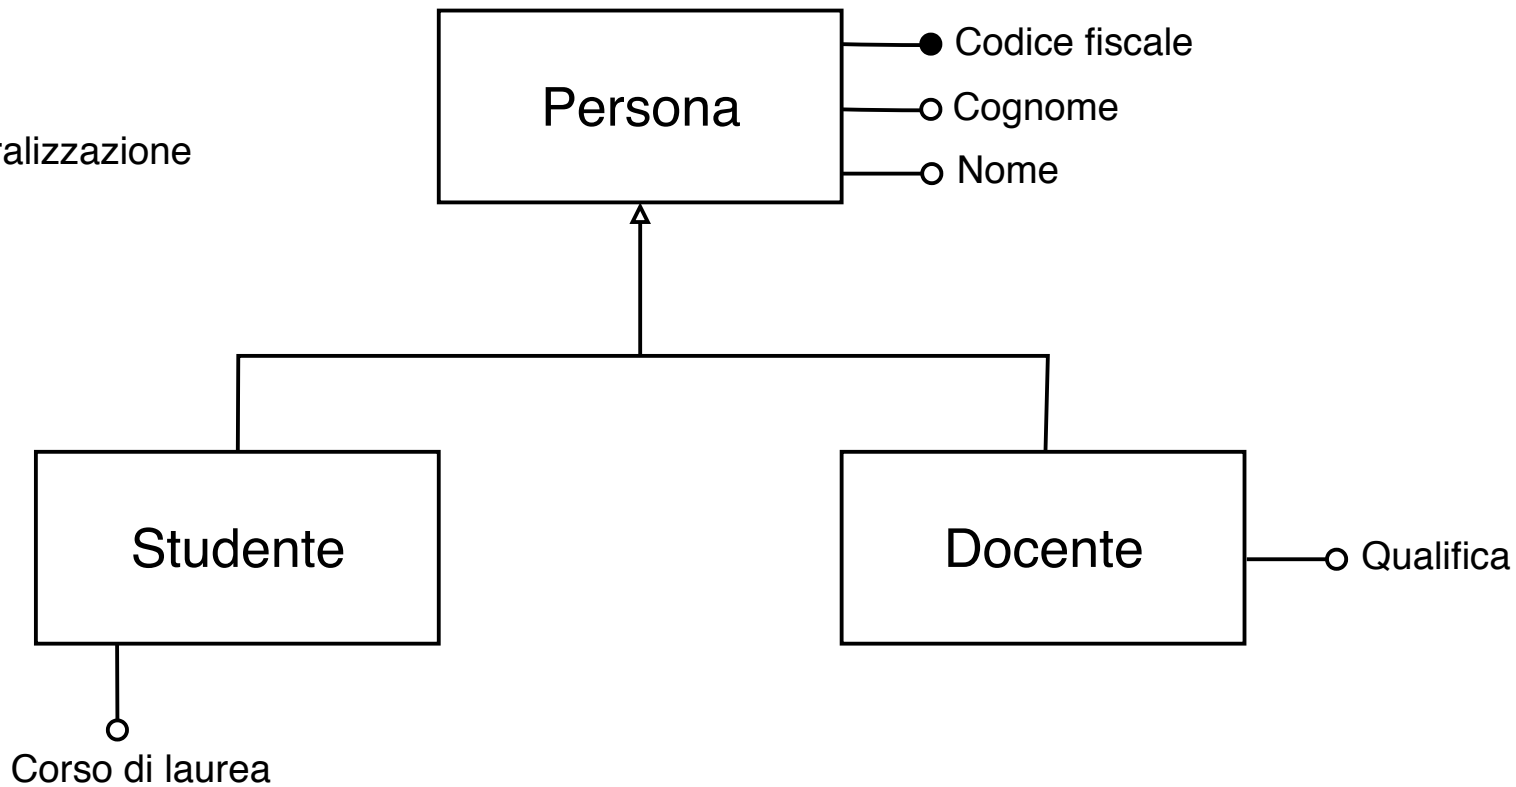 Codice fiscale
Persona
Cognome
ralizzazione
Nome
Studente
Docente
Qualifica
Corso di laurea